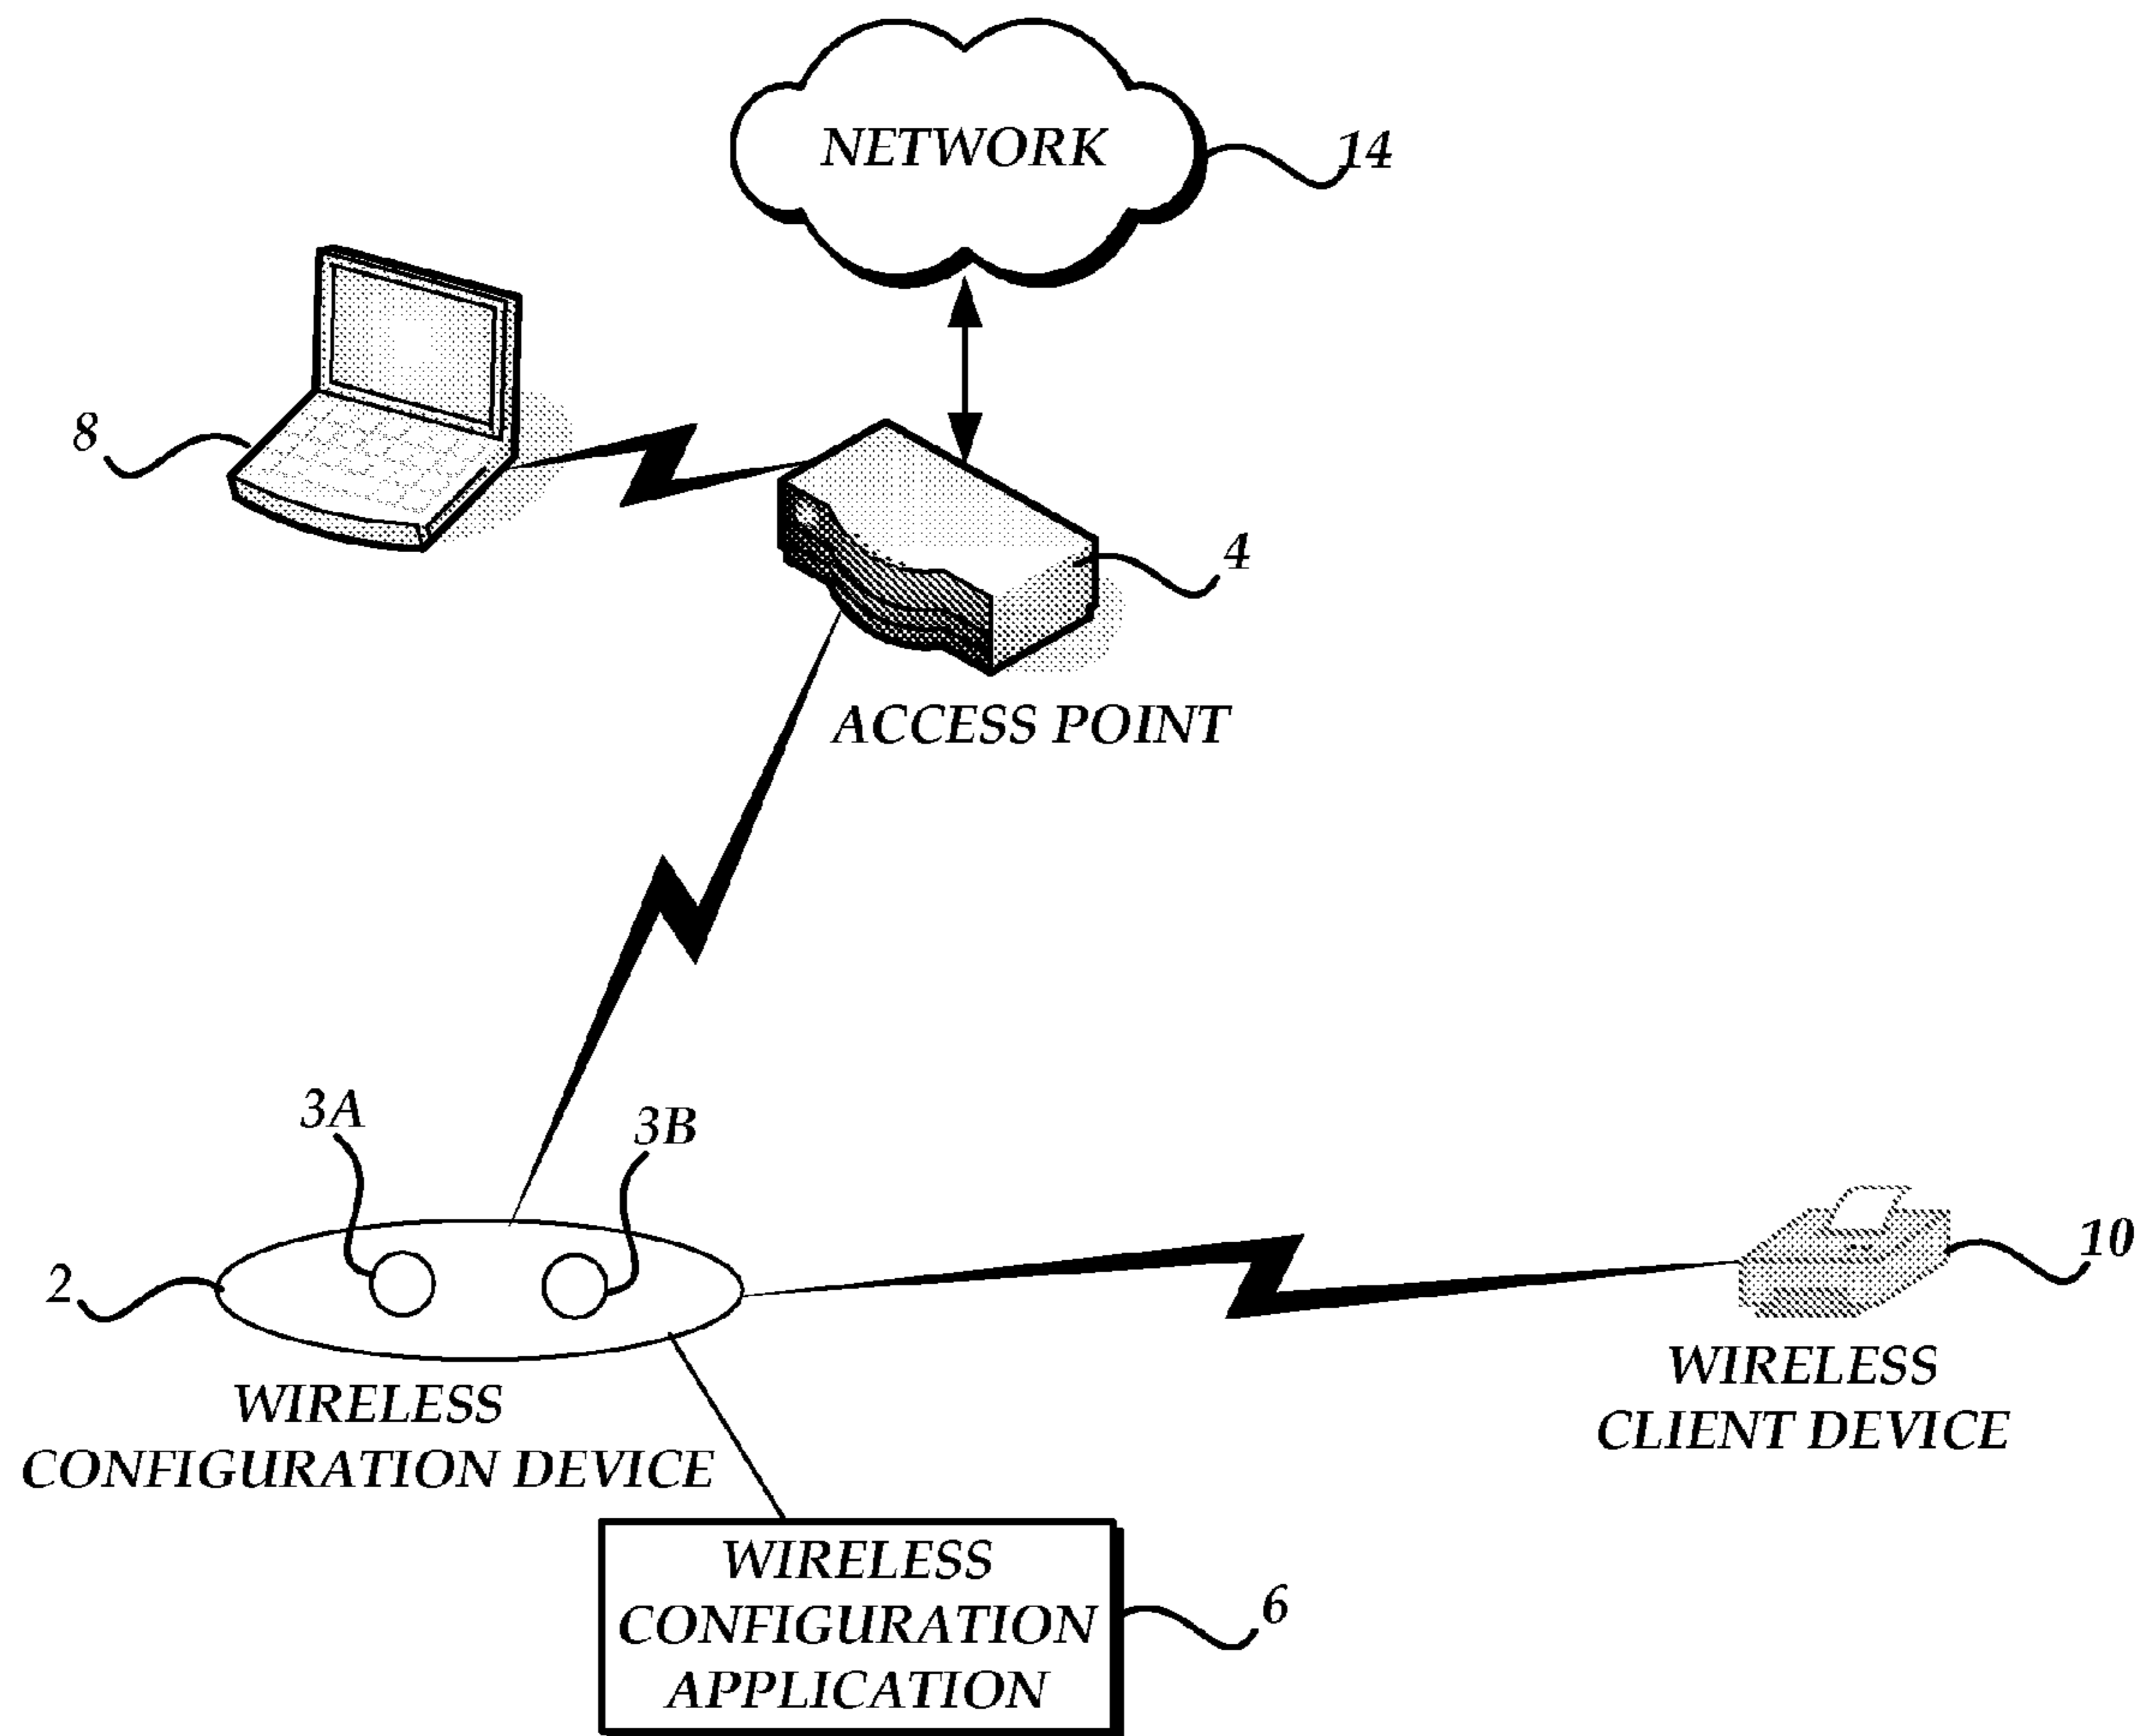 NETWORK
14
8
4
ACCESS POINT
3A
3B
2
10
WIRELESS
CONFIGURATION DEVICE
WIRELESS
CLIENT DEVICE
WIRELESS
CONFIGURATION
APPLICATION
6